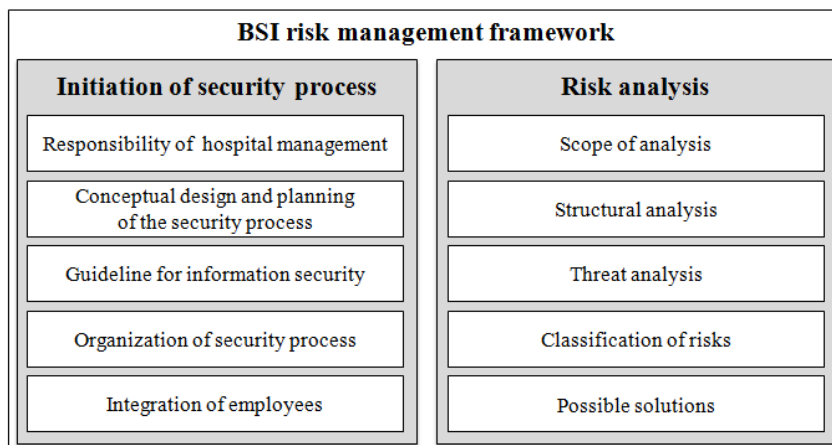 BSI risk management framework
Initiation of security process
Responsibility of hospital management
Conceptual design and planning
of the security process
Guideline for information security
Organization of security process
Integration of employees
Risk analysis
Scope of analysis
Structural analysis
Threat analysis
Classification of risks
Possible solutions